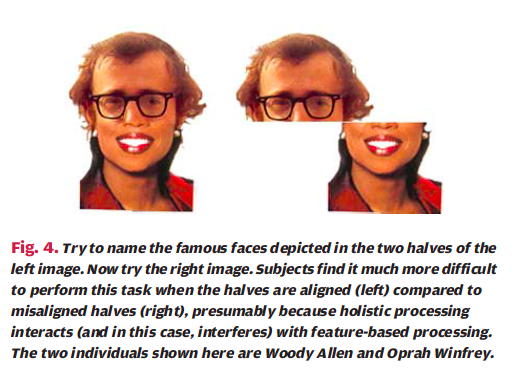 Fig. 4. Try to name the famous faces depicted in the two halves of the
left image. Now try the right image. Subjects find it much more difficult
to perform this task when the halves are aligned (left) compared to
misaligned halves (right), presumably because holistic processing
interacts (and in this case, interferes) with feature-based processing.
The two individuals shown here are Woody Allen and Oprah Winfrey.